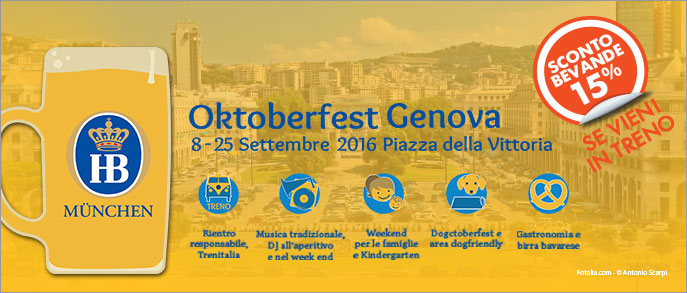 HB
MÜNCHEN
Oktoberfest Genova
8 - 25 Settembre 2016 Piazza della Vittoria
SCONTO
BEVANDE
15%
SE VIENI
IN TRENO
TRENO
Rientro
responsabile,
Trenitalia
Musica tradizionale,
DJ all'aperitivo
e nel week end
Weekend
per le famiglie
e Kindergarten
Dogctoberfest e
area dogfriendly
Gastronomia e
birra bavarese
Fotolia.com - © Antonio Scarpi